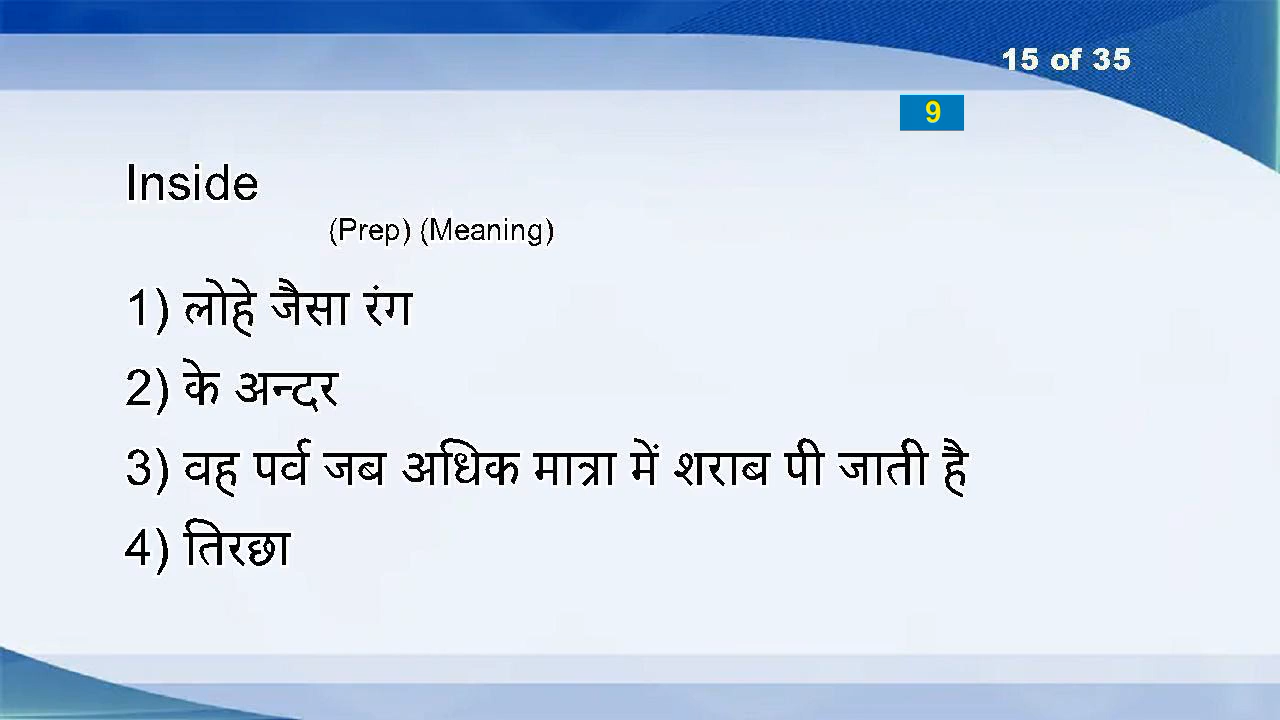 15 of 35
9
Inside
(Prep) (Meaning)
1) लोहे जैसा रंग
2) के अन्दर
3) वह पर्व जब अधिक मात्रा में शराब पी जाती है
4) तिरछा